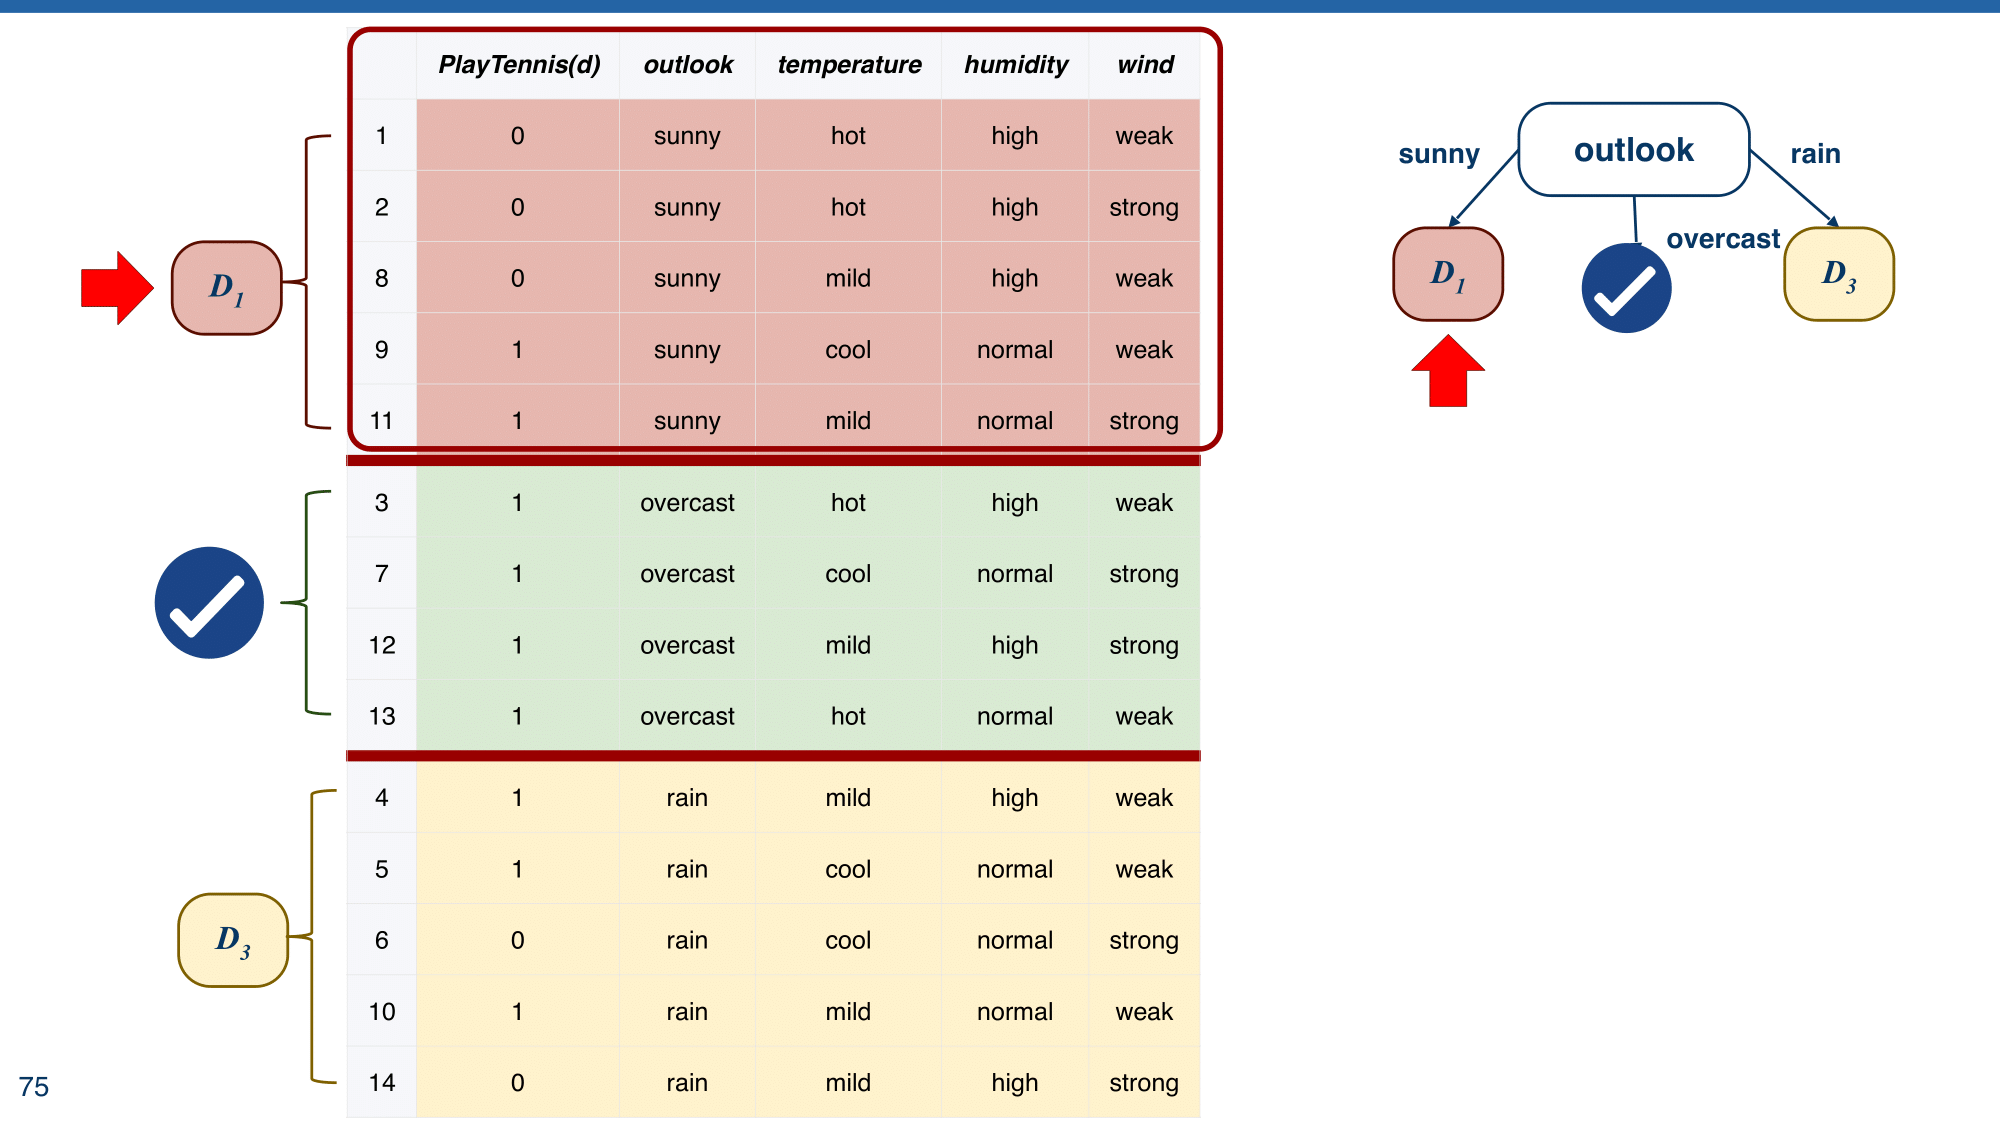 PlayTennis(d) outlook temperature humidity wind
1 0 sunny hot high weak
2 0 sunny hot high strong
8 0 sunny mild high weak
9 1 sunny cool normal weak
11 1 sunny mild normal strong
3 1 overcast hot high weak
7 1 overcast cool normal strong
12 1 overcast mild high strong
13 1 overcast hot normal weak
4 1 rain mild high weak
5 1 rain cool normal weak
6 0 rain cool normal strong
10 1 rain mild normal weak
14 0 rain mild high strong
D1
D3
outlook
sunny
rain
overcast
D1
D3
75